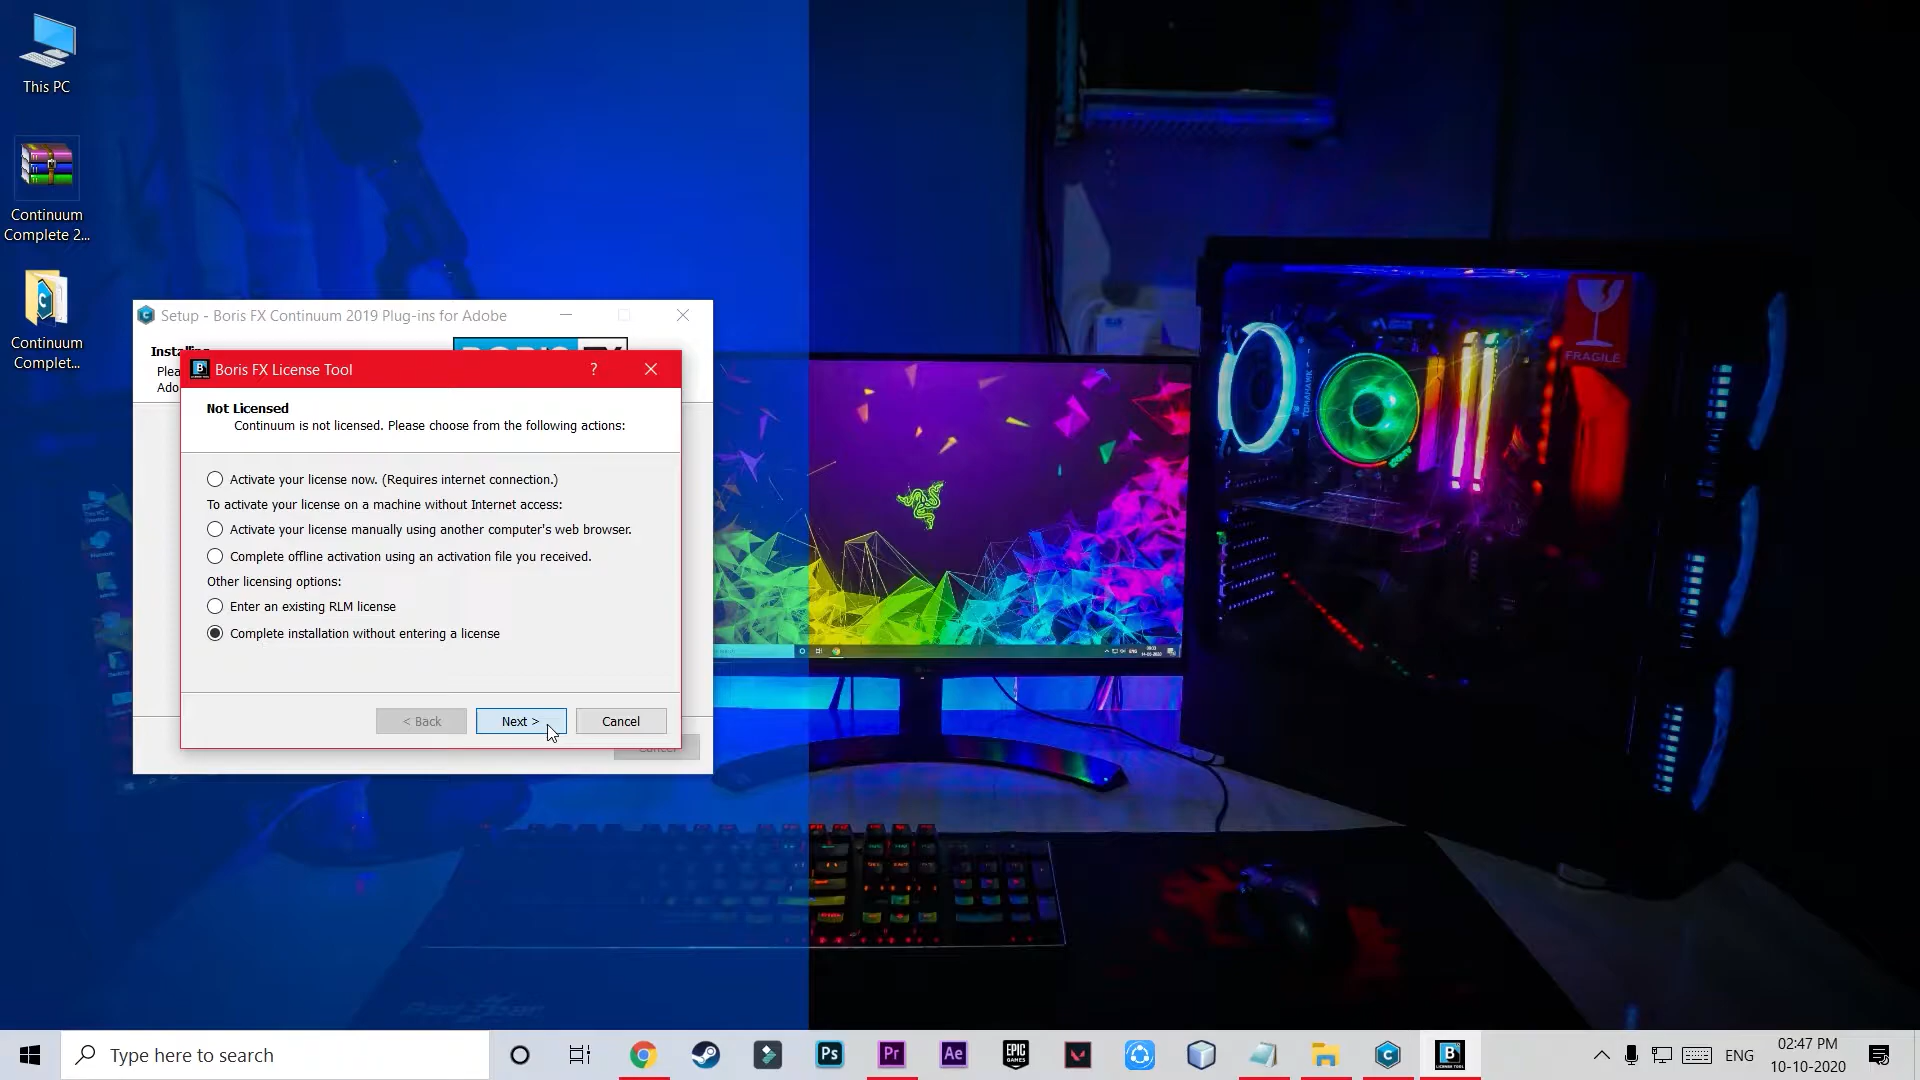 This PC
Continuum
Complete 2...
Continuum
Complet...
Setup - Boris FX Continuum 2019 Plug-ins for Adobe
Plea
Ado
Boris FX License Tool
?
Not Licensed
Continuum is not licensed. Please choose from the following actions:
Activate your license now. (Requires internet connection.)
To activate your license on a machine without Internet access:
Activate your license manually using another computer's web browser.
Complete offline activation using an activation file you received.
Other licensing options:
Enter an existing RLM license
Complete installation without entering a license
< Back
Next >
Cancel
FRAGILE
Type here to search
Ps
Pr
Ae
EPIC
GAMES
ENG
02:47 PM
10-10-2020